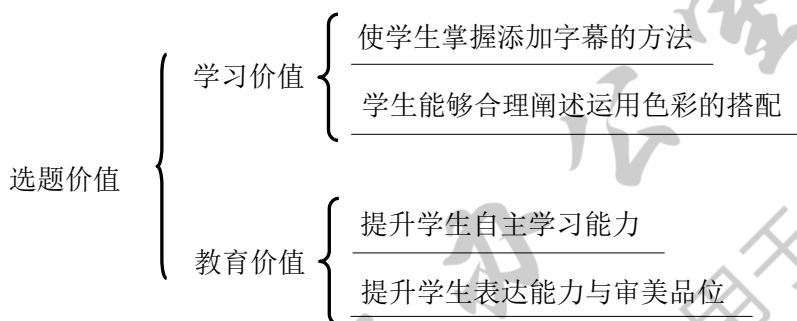 使学生掌握添加字幕的方法
学习价值
学生能够合理阐述运用色彩的搭配
选题价值
提升学生自主学习能力
教育价值
提升学生表达能力与审美品位